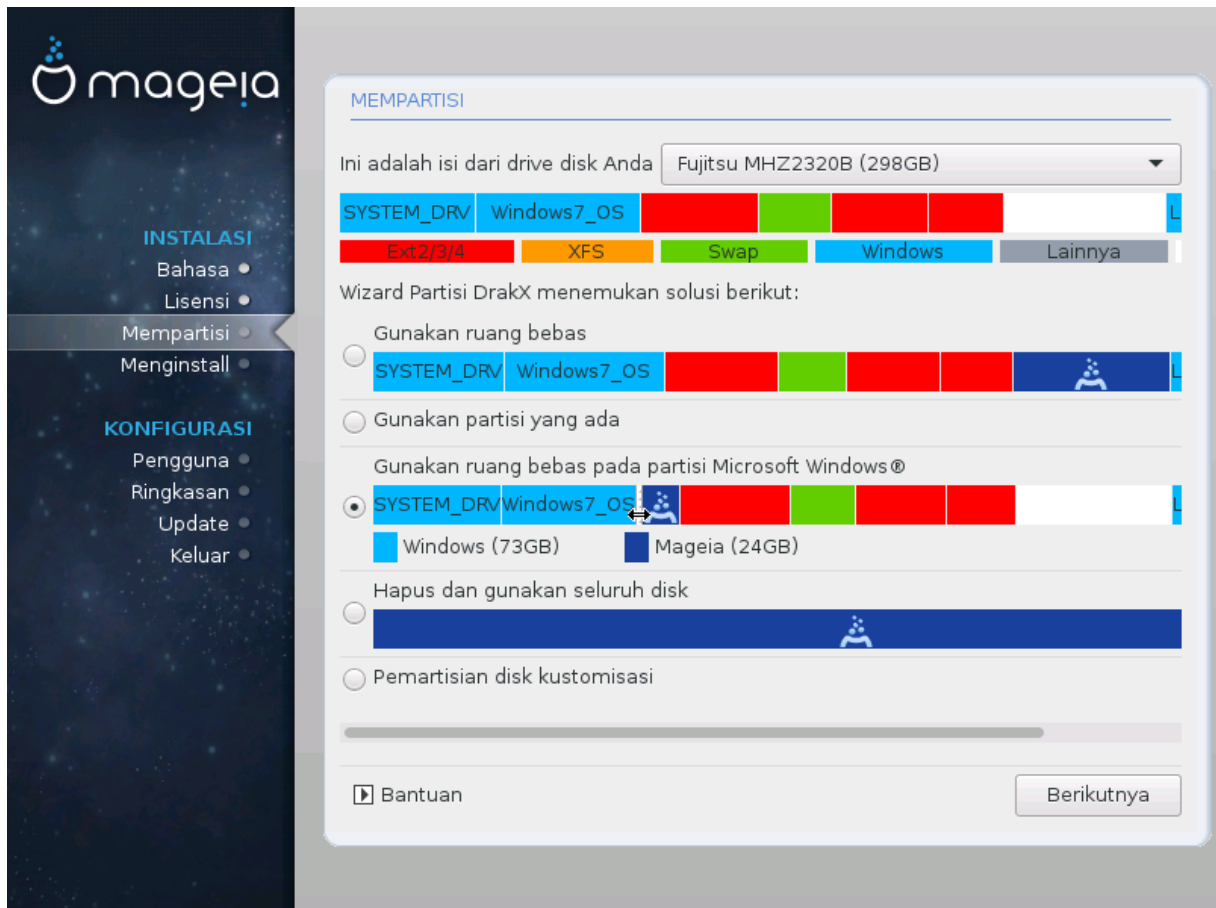 mageia
INSTALASI
Bahasa
Lisensi
Mempartisi
Menginstall
KONFIGURASI
Pengguna
Ringkasan
Update
Keluar
MEMPARTISI
Ini adalah isi dari drive disk Anda Fujitsu MHZ2320B (298GB)
SYSTEM_DRV Windows7_OS L
Ext2/3/4 XFS Swap Windows Lainnya
Wizard Partisi DrakX menemukan solusi berikut:
Gunakan ruang bebas
SYSTEM_DRV Windows7_OS L
Gunakan partisi yang ada
Gunakan ruang bebas pada partisi Microsoft Windows®
SYSTEM_DRV Windows7_OS L
Windows (73GB) Mageia (24GB)
Hapus dan gunakan seluruh disk
Pemartisian disk kustomisasi
Bantuan Berikutnya